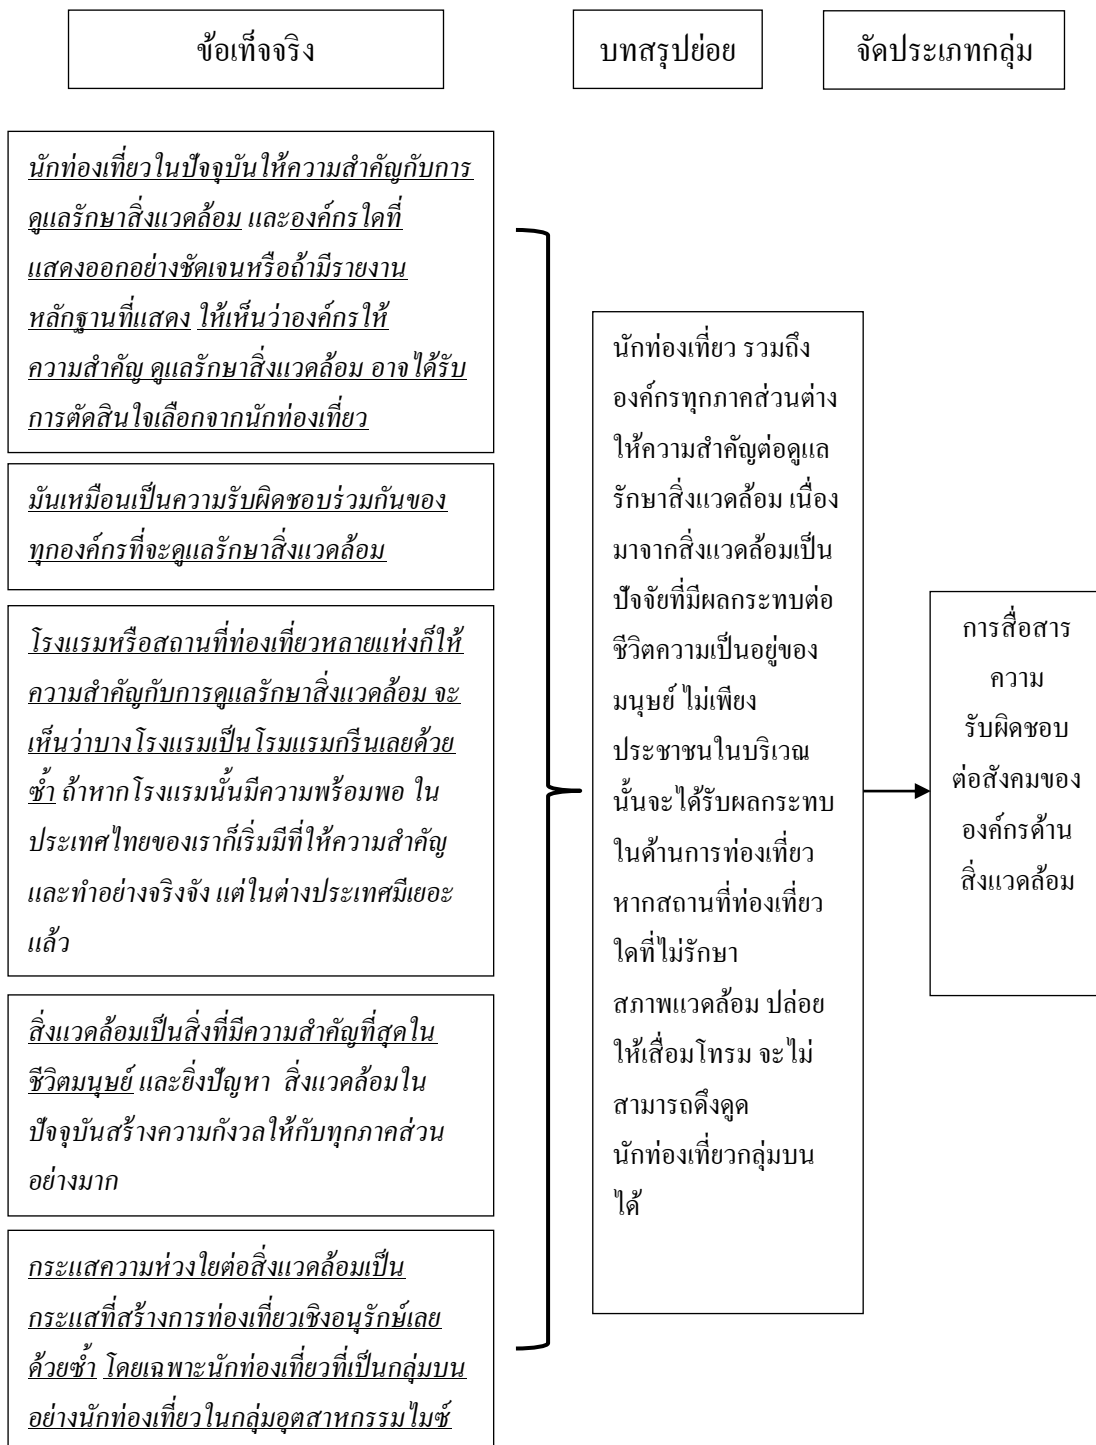 ข้อเท็จจริง
บทสรุปย่อย
จัดประเภทกลุ่ม
นักท่องเที่ยวในปัจจุบันให้ความสำคัญกับการ
ดูแลรักษาสิ่งแวดล้อม และองค์กรใดที่
แสดงออกอย่างชัดเจนหรือถ้ามีรายงาน
หลักฐานที่แสดง ให้เห็นว่าองค์กรให้
ความสำคัญ ดูแลรักษาสิ่งแวดล้อม อาจได้รับ
การตัดสินใจเลือกจากนักท่องเที่ยว
มันเหมือนเป็นความรับผิดชอบร่วมกันของ
ทุกองค์กรที่จะดูแลรักษาสิ่งแวดล้อม
โรงแรมหรือสถานที่ท่องเที่ยวหลายแห่งก็ให้
ความสำคัญกับการดูแลรักษาสิ่งแวดล้อม จะ
เห็นว่าบางโรงแรมเป็นโรมแรมกรีนเลยด้วย
ซ้ำ ถ้าหากโรงแรมนั้นมีความพร้อมพอ ใน
ประเทศไทยของเราก็เริ่มมีที่ให้ความสำคัญ
และทำอย่างจริงจัง แต่ในต่างประเทศมีเยอะ
แล้ว
สิ่งแวดล้อมเป็นสิ่งที่มีความสำคัญที่สุดใน
ชีวิตมนุษย์ และยิ่งปัญหา สิ่งแวดล้อมใน
ปัจจุบันสร้างความกังวลให้กับทุกภาคส่วน
อย่างมาก
กระแสความห่วงใยต่อสิ่งแวดล้อมเป็น
กระแสที่สร้างการท่องเที่ยวเชิงอนุรักษ์เลย
ด้วยซ้ำ โดยเฉพาะนักท่องเที่ยวที่เป็นกลุ่มบน
อย่างนักท่องเที่ยวในกลุ่มอุตสาหกรรมไมซ์
นักท่องเที่ยว รวมถึง
องค์กรทุกภาคส่วนต่าง
ให้ความสำคัญต่อดูแล
รักษาสิ่งแวดล้อม เนื่อง
มาจากสิ่งแวดล้อมเป็น
ปัจจัยที่มีผลกระทบต่อ
ชีวิตความเป็นอยู่ของ
มนุษย์ ไม่เพียง
ประชาชนในบริเวณ
นั้นจะได้รับผลกระทบ
ในด้านการท่องเที่ยว
หากสถานที่ท่องเที่ยว
ใดที่ไม่รักษา
สภาพแวดล้อม ปล่อย
ให้เสื่อมโทรม จะไม่
สามารถดึงดูด
นักท่องเที่ยวกลุ่มบน
ได้
การสื่อสาร
ความ
รับผิดชอบ
ต่อสังคมของ
องค์กรด้าน
สิ่งแวดล้อม